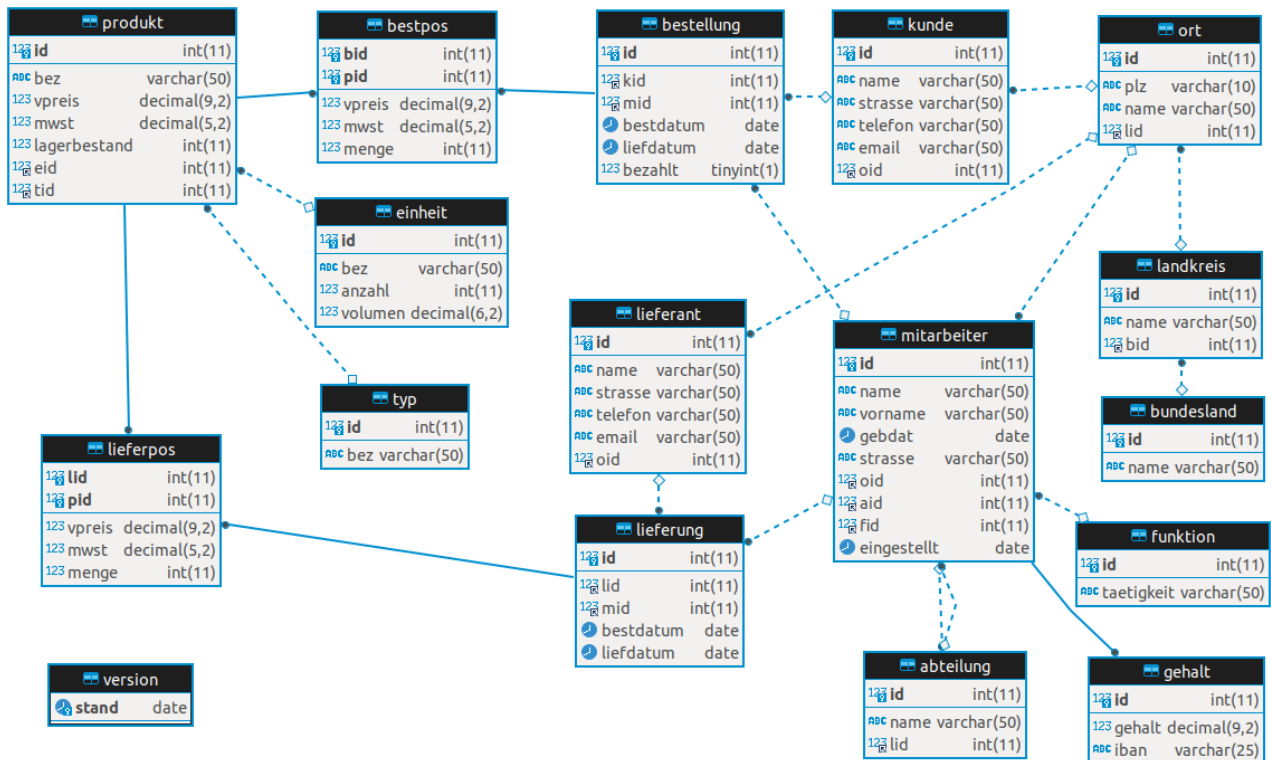 produkt
id int(11)
bez varchar(50)
vpreis decimal(9,2)
mwst decimal(5,2)
lagerbestand int(11)
eid int(11)
tid int(11)
bestpos
bid int(11)
pid int(11)
vpreis decimal(9,2)
mwst decimal(5,2)
menge int(11)
bestellung
id int(11)
kid int(11)
mid int(11)
bestdatum date
liefdatum date
bezahlt tinyint(1)
kunde
id int(11)
name varchar(50)
strasse varchar(50)
telefon varchar(50)
email varchar(50)
oid int(11)
ort
id int(11)
plz varchar(10)
name varchar(50)
lid int(11)
einheit
id int(11)
bez varchar(50)
anzahl int(11)
volumen decimal(6,2)
landkreis
id int(11)
name varchar(50)
bid int(11)
lieferant
id int(11)
name varchar(50)
strasse varchar(50)
telefon varchar(50)
email varchar(50)
oid int(11)
mitarbeiter
id int(11)
name varchar(50)
vorname varchar(50)
gebdat date
strasse varchar(50)
oid int(11)
aid int(11)
fid int(11)
eingestellt date
typ
id int(11)
bez varchar(50)
bundesland
id int(11)
name varchar(50)
lieferpos
lid int(11)
pid int(11)
vpreis decimal(9,2)
mwst decimal(5,2)
menge int(11)
lieferung
id int(11)
lid int(11)
mid int(11)
bestdatum date
liefdatum date
funktion
id int(11)
taetigkeit varchar(50)
version
stand date
abteilung
id int(11)
name varchar(50)
lid int(11)
gehalt
id int(11)
gehalt decimal(9,2)
iban varchar(25)